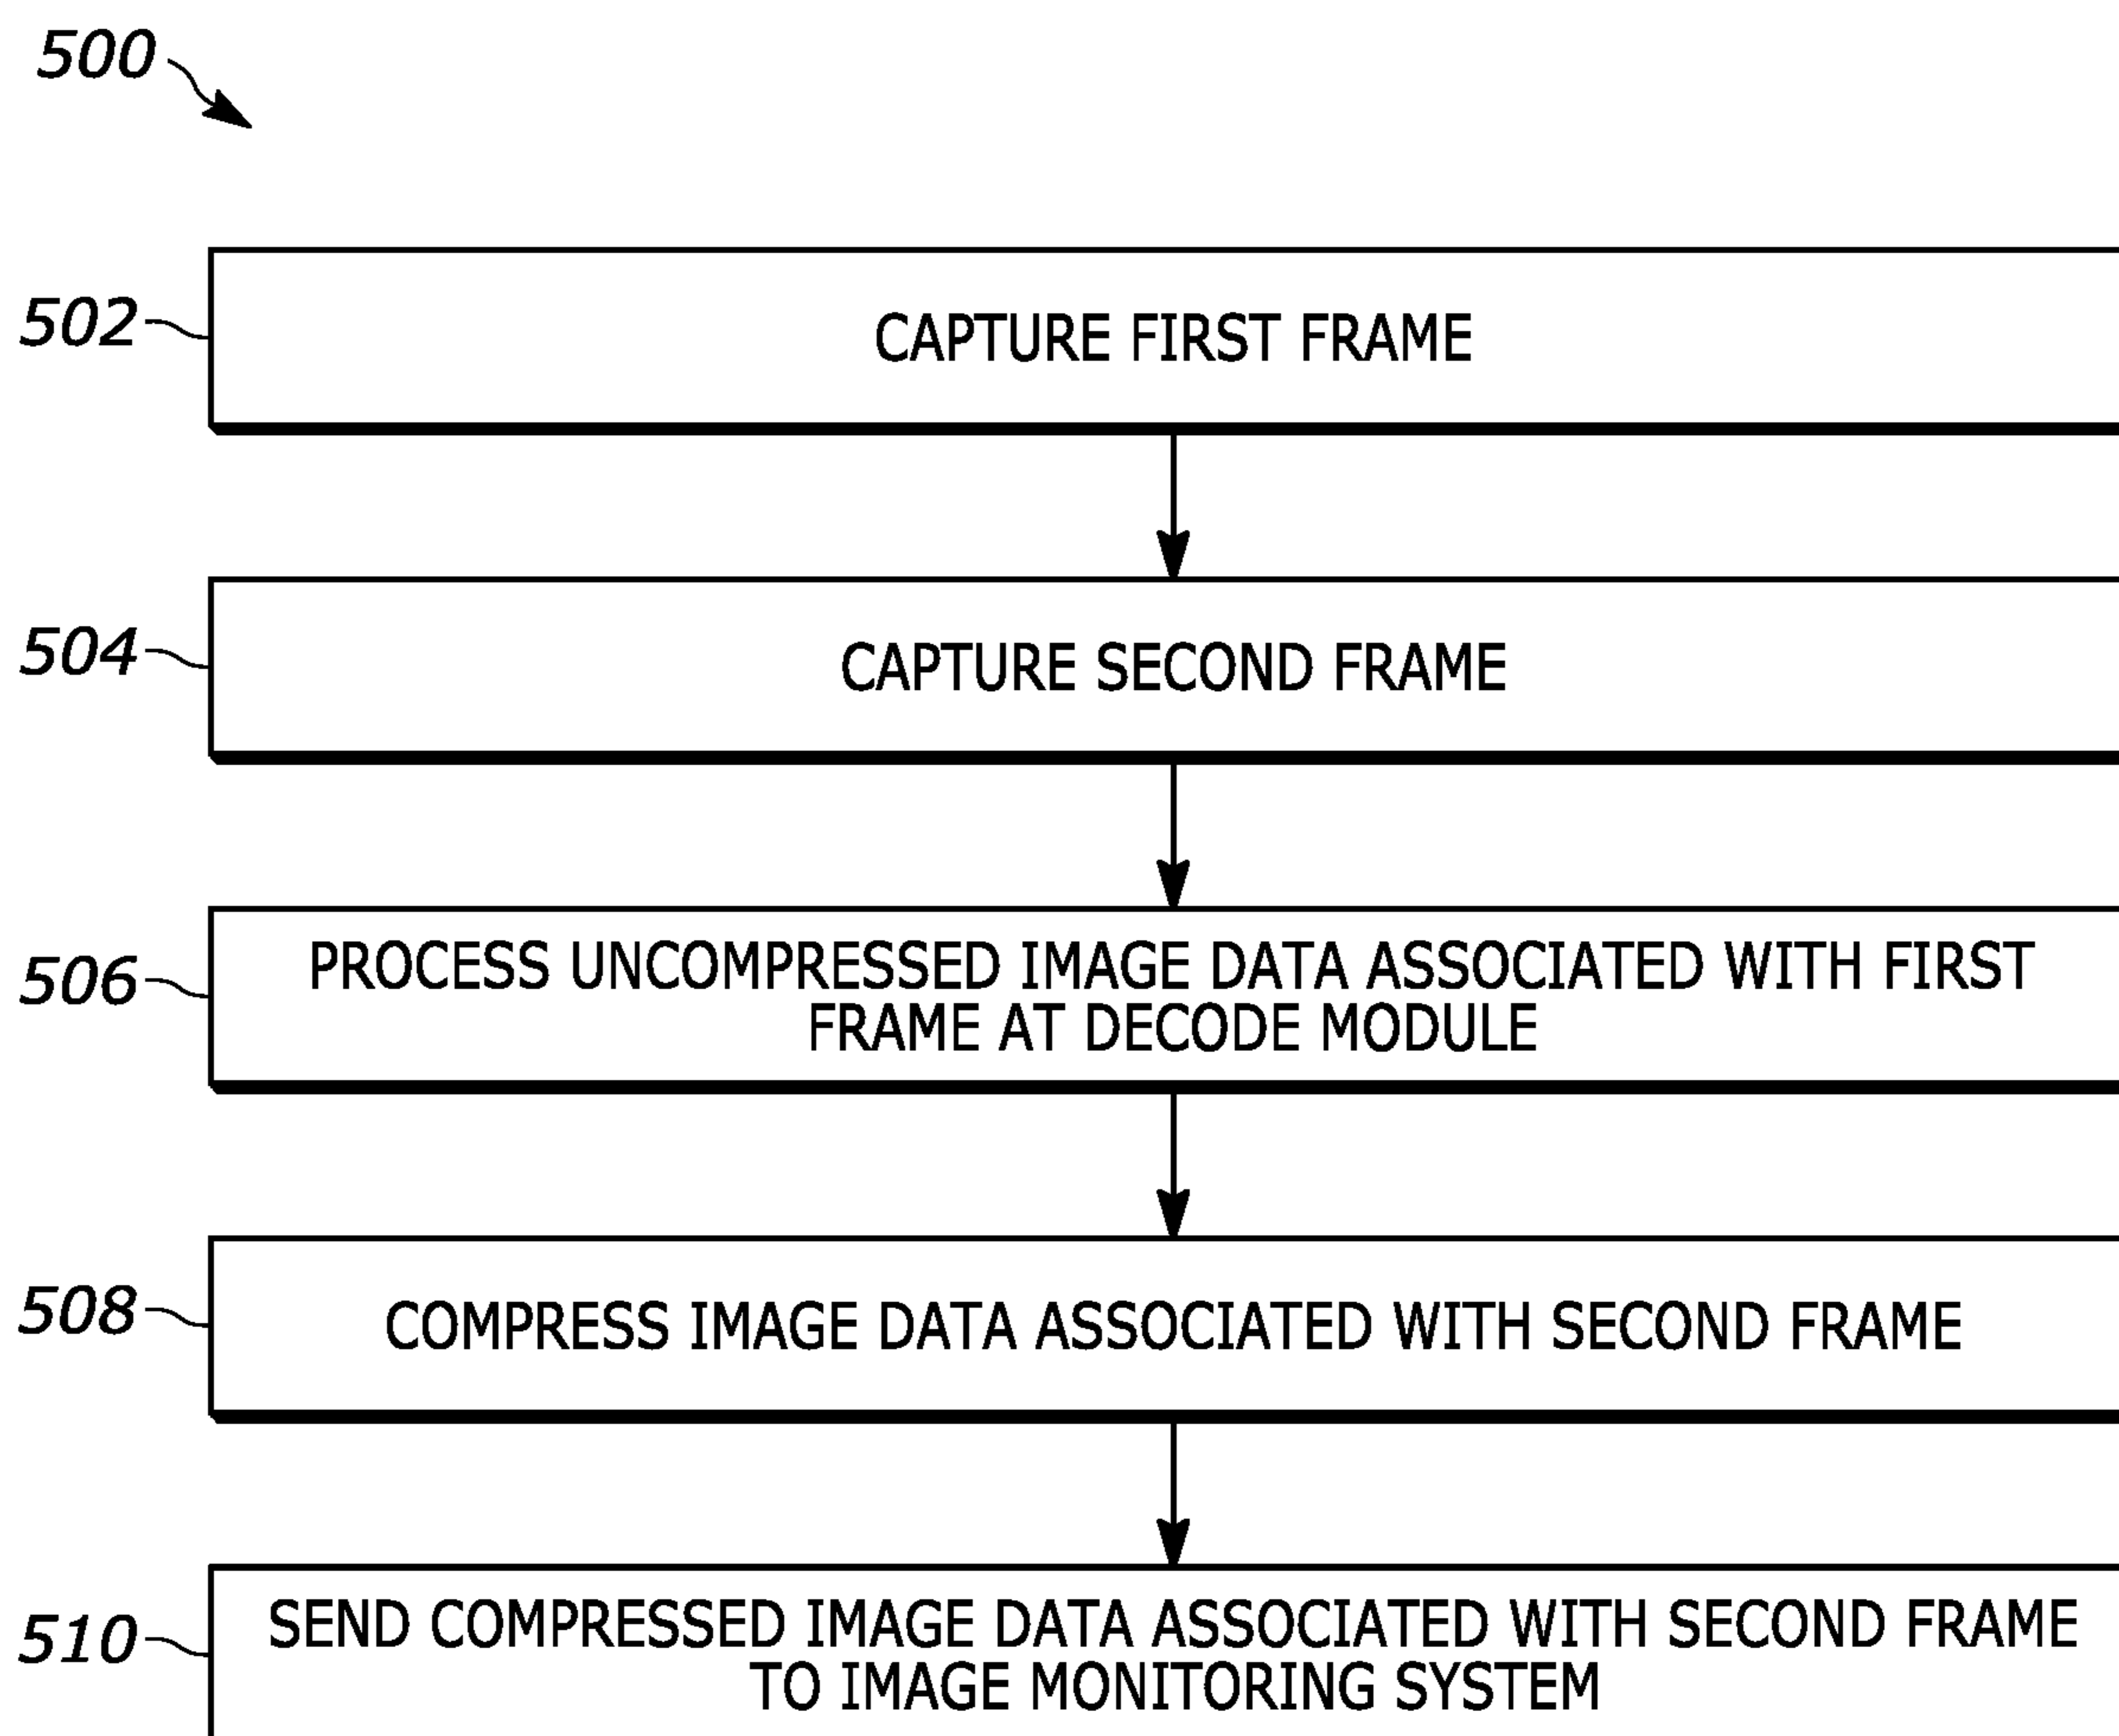 500
502
CAPTURE FIRST FRAME
504
CAPTURE SECOND FRAME
506
PROCESS UNCOMPRESSED IMAGE DATA ASSOCIATED WITH FIRST
FRAME AT DECODE MODULE
508
COMPRESS IMAGE DATA ASSOCIATED WITH SECOND FRAME
510
SEND COMPRESSED IMAGE DATA ASSOCIATED WITH SECOND FRAME
TO IMAGE MONITORING SYSTEM